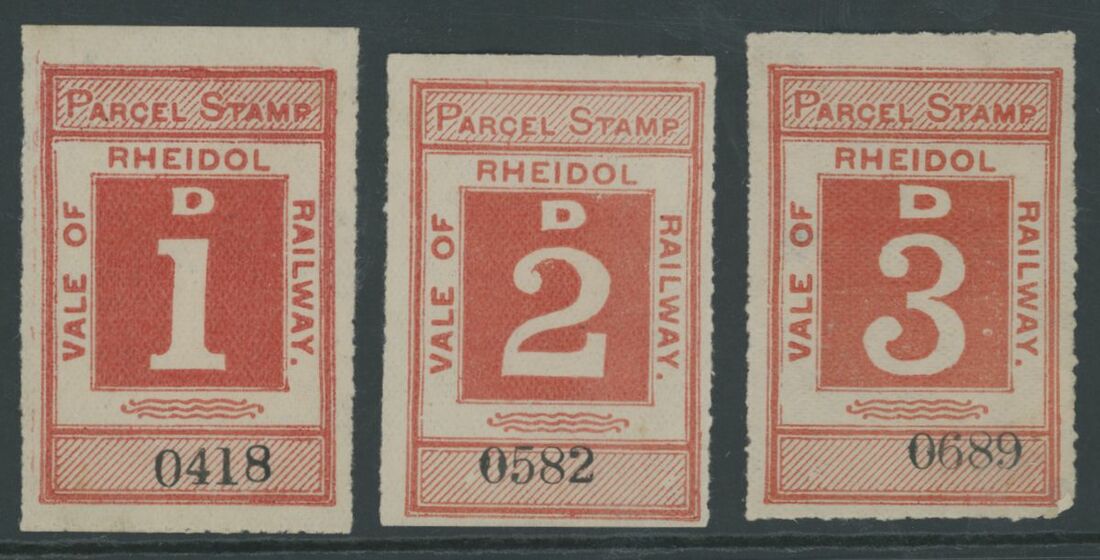 PARCEL STAMP
VALE OF
RHEIDOL
RAILWAY.
D
1
0418
PARCEL STAMP
VALE OF
RHEIDOL
RAILWAY.
D
2
0582
PARCEL STAMP
VALE OF
RHEIDOL
RAILWAY.
D
3
0689